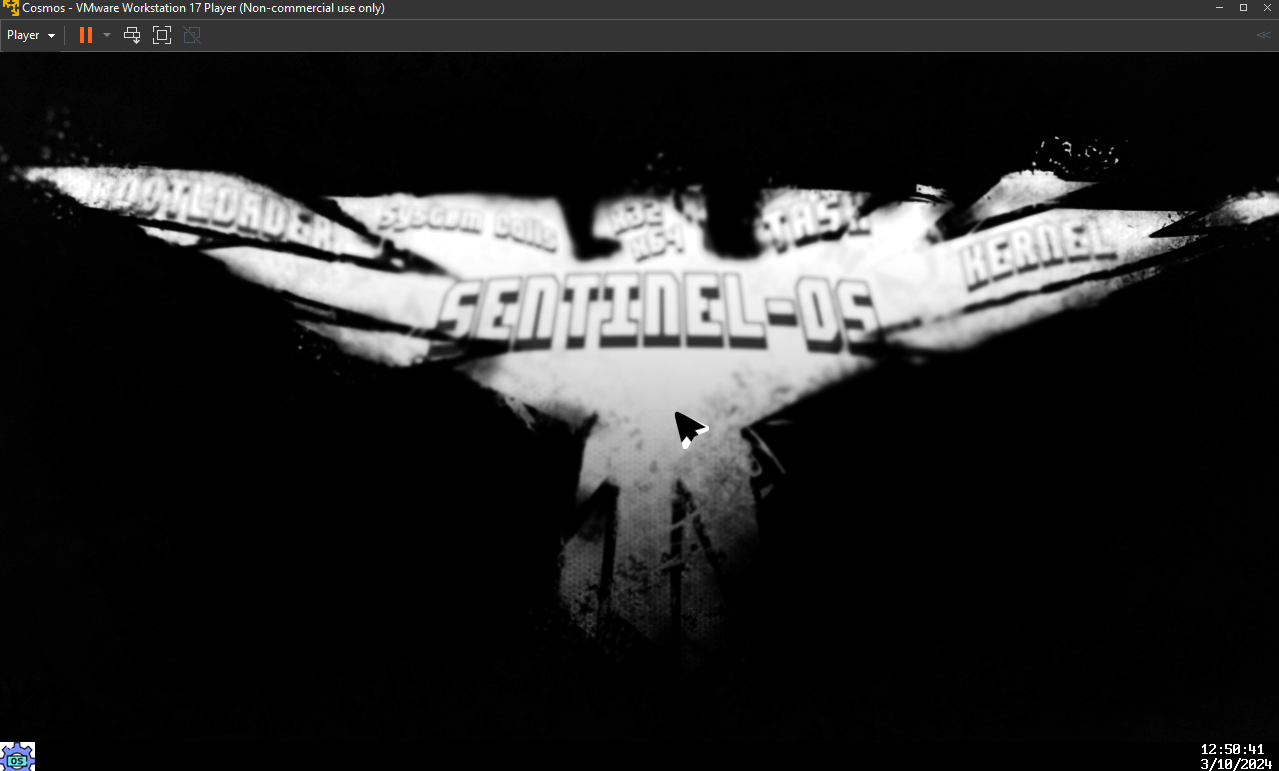 Cosmos - VMware Workstation 17 Player (Non-commercial use only)
Player
BOOTLOADER
System Calls
X32
X64
TASK
KERNEL
SENTINEL-OS
OS
12:50:41
3/10/2024